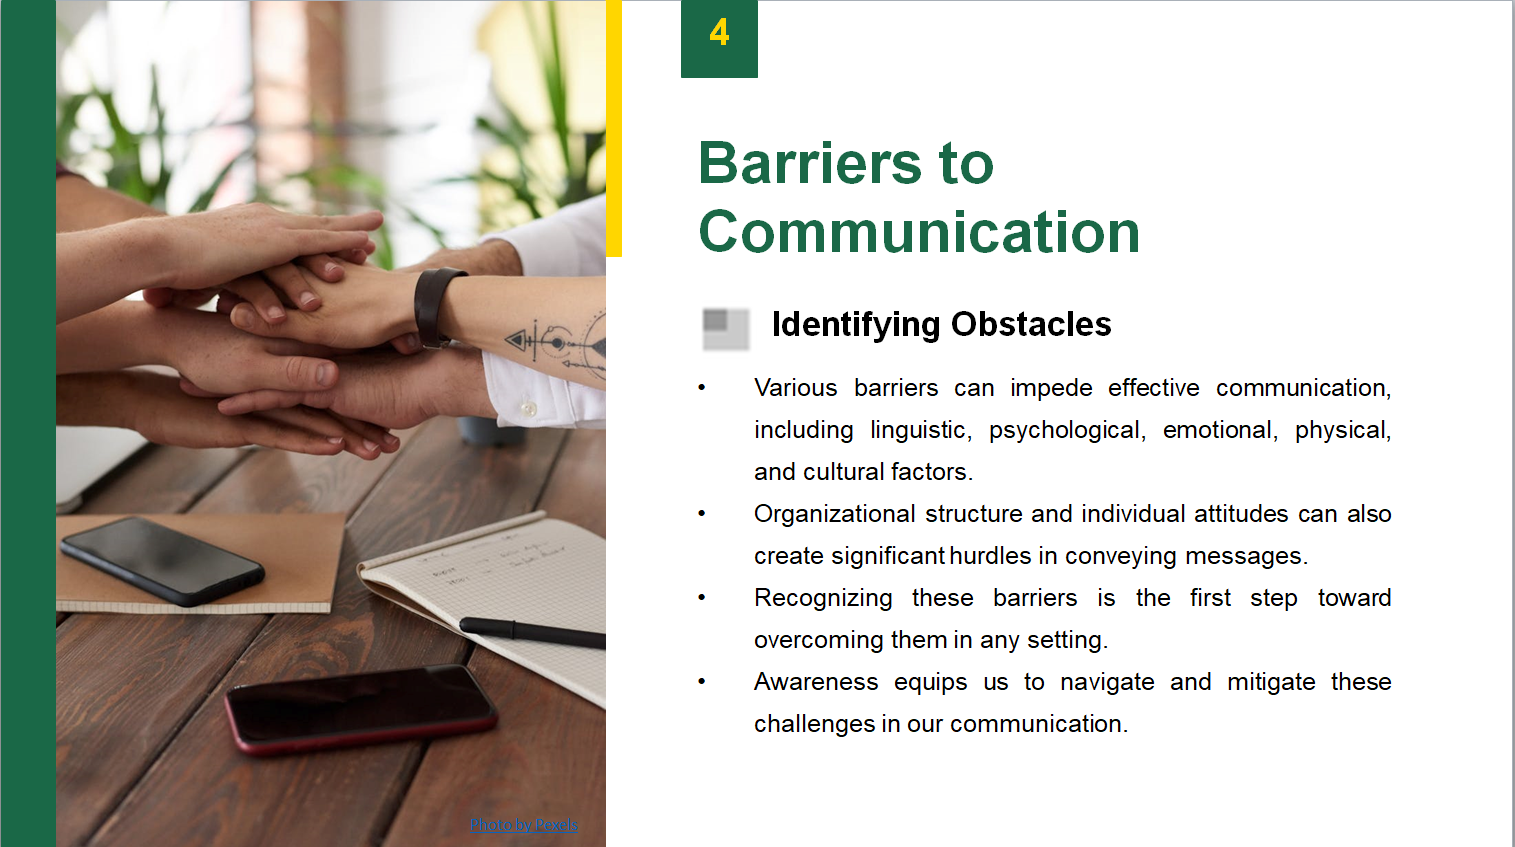 4
Barriers to
Communication
Identifying Obstacles
• Various barriers can impede effective communication,
including linguistic, psychological, emotional, physical,
and cultural factors.
• Organizational structure and individual attitudes can also
create significant hurdles in conveying messages.
• Recognizing these barriers is the first step toward
overcoming them in any setting.
• Awareness equips us to navigate and mitigate these
challenges in our communication.
Photo by Pexels